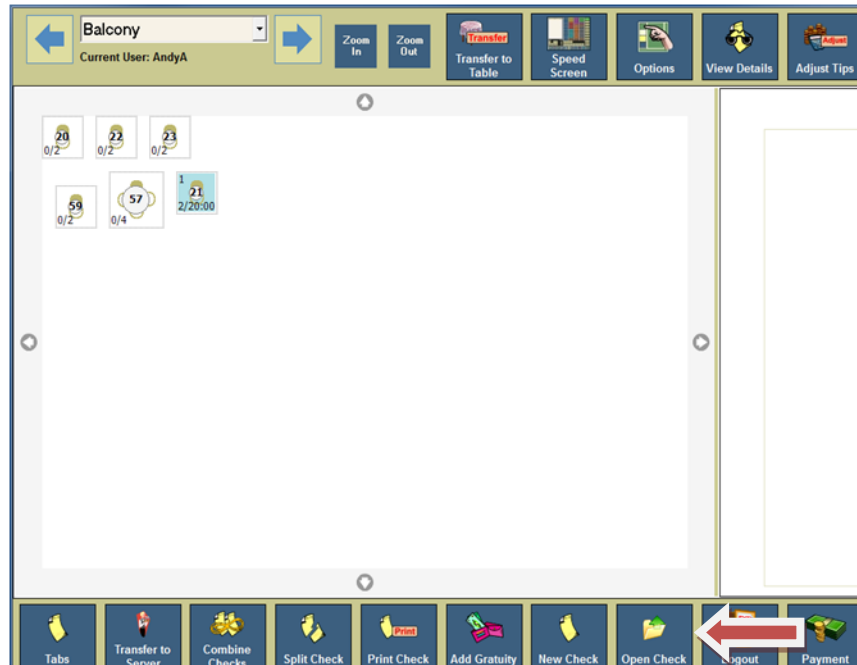 Balcony
Current User: AndyA
Zoom
In
Zoom
Out
Transfer
Transfer to
Table
Speed
Screen
Options
View Details
Adjust
Adjust Tips
20
0/2
22
0/2
23
0/2
59
0/2
57
0/4
1
21
2/20:00
Tabs
Transfer to
Server
Combine
Checks
Split Check
Print
Print Check
Add Gratuity
New Check
Open Check
Logout
Payment